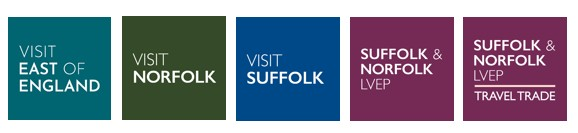 VISIT
EAST OF
ENGLAND
VISIT
NORFOLK
VISIT
SUFFOLK
SUFFOLK &
NORFOLK
LVEP
SUFFOLK &
NORFOLK
LVEP
TRAVEL TRADE